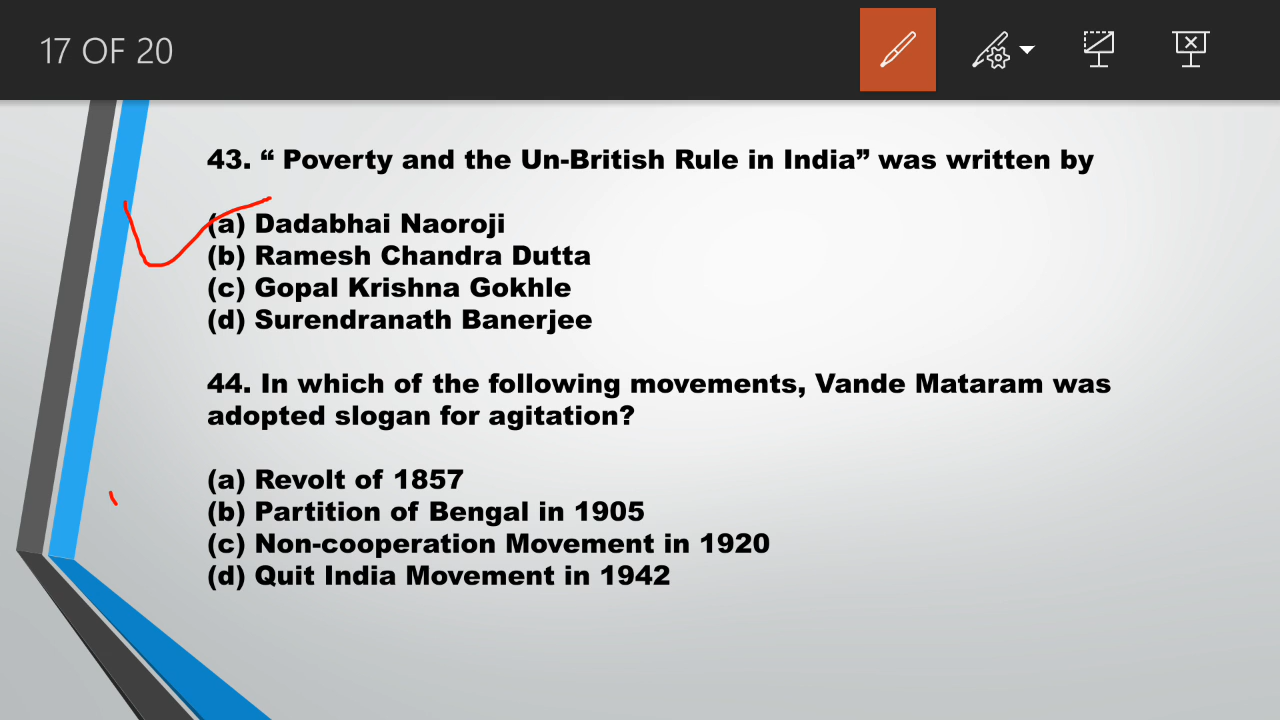 17 OF 20
43. “ Poverty and the Un-British Rule in India” was written by
(a) Dadabhai Naoroji
(b) Ramesh Chandra Dutta
(c) Gopal Krishna Gokhle
(d) Surendranath Banerjee
44. In which of the following movements, Vande Mataram was
adopted slogan for agitation?
(a) Revolt of 1857
(b) Partition of Bengal in 1905
(c) Non-cooperation Movement in 1920
(d) Quit India Movement in 1942